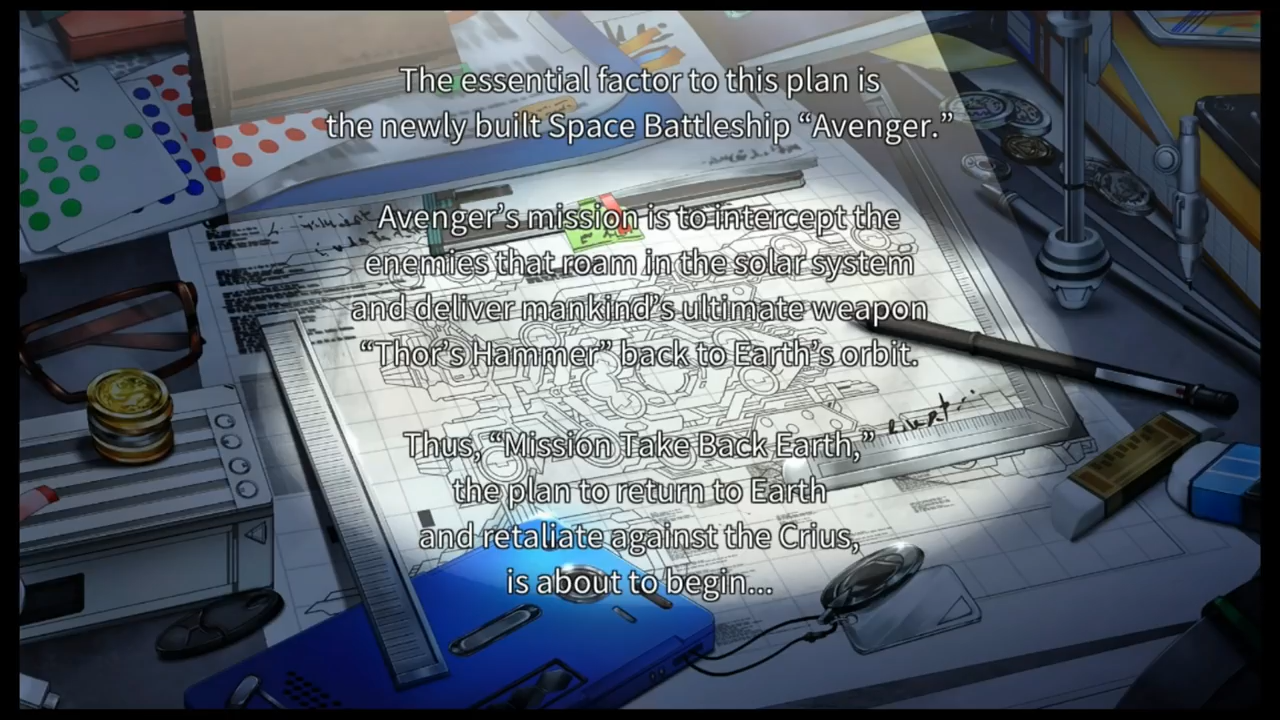 The essential factor to this plan is
the newly built Space Battleship “Avenger.”
Avenger’s mission is to intercept the
enemies that roam in the solar system
and deliver mankind’s ultimate weapon
“Thor’s Hammer” back to Earth’s orbit.
Thus, “Mission Take Back Earth,”
the plan to return to Earth
and retaliate against the Crius,
is about to begin...